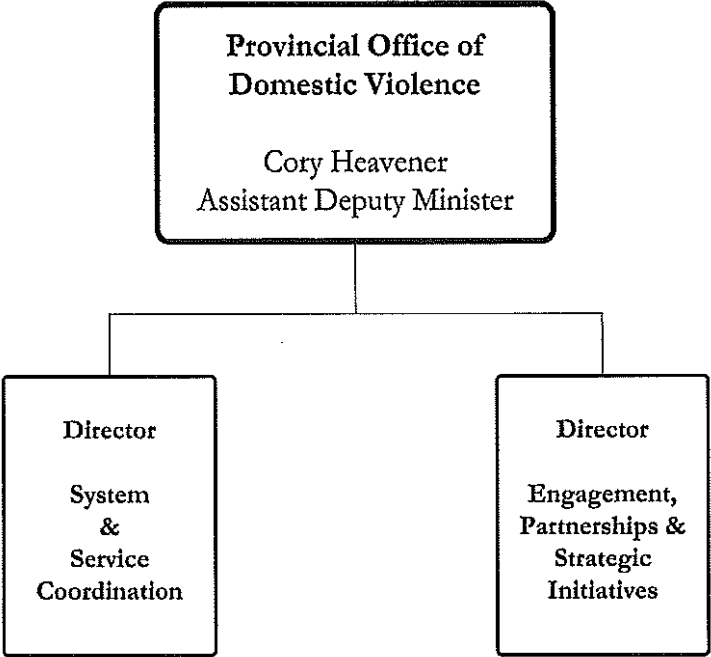 Provincial Office of
Domestic Violence
Cory Heavener
Assistant Deputy Minister
Director
System
&
Service
Coordination
Director
Engagement,
Partnerships &
Strategic
Initiatives